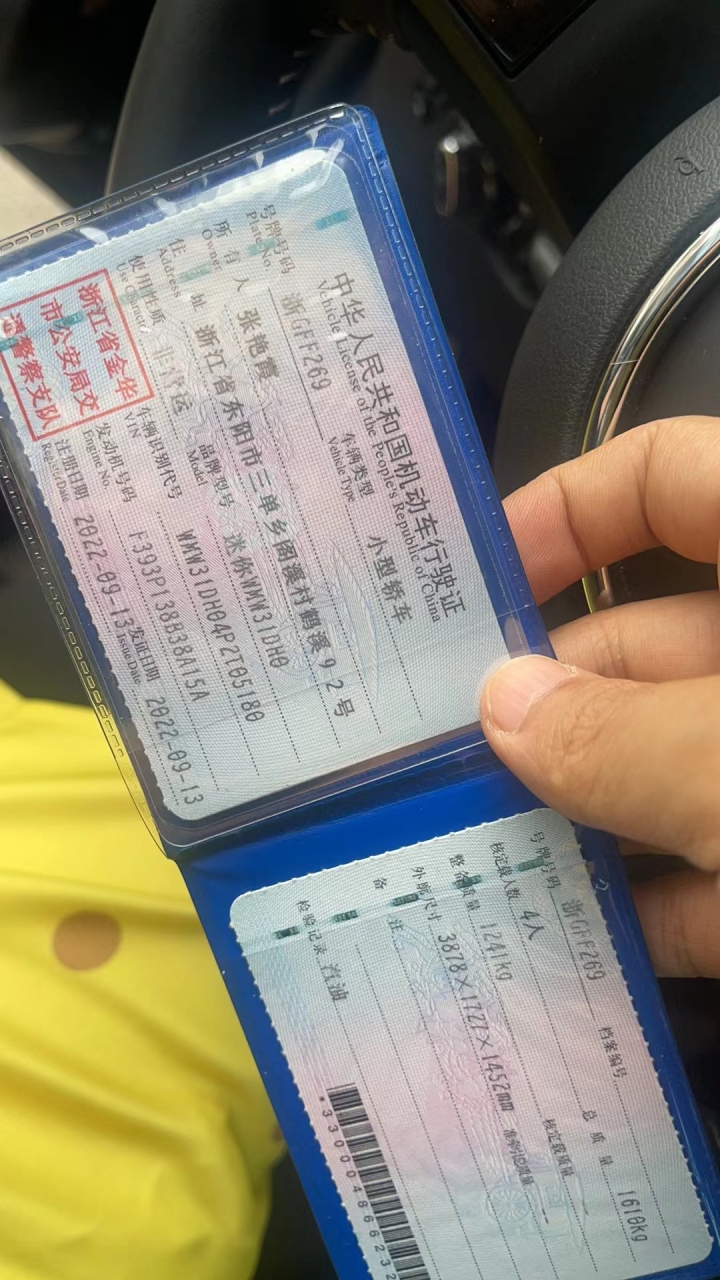 中华人民共和国机动车行驶证
Vehicle License of the People's Republic of China
号牌号码 Plate No. 浙GFF269 车辆类型 Vehicle Type 小型轿车
所有人 Owner 张艳霞
住址 Address 浙江省东阳市三单乡阁溪村鹤溪92号
使用性质 非营运 品牌型号 Model 迷你WMW31DH0
车辆识别代号 VIN WMW31DH04P2T05180
发动机号码 Engine No. F393P138B38A15A
注册日期 Register Date 2022-09-13 发证日期 Issue Date 2022-09-13
浙江省金华
市公安局交
通警察支队
号牌号码 浙GFF269 档案编号
核定载人数 4人 总质量 1610kg
整备质量 1241kg 核定载质量 --
外廓尺寸 3878×1727×1452mm 准牵引总质量 --
备注
检验记录 汽油
*330004866232